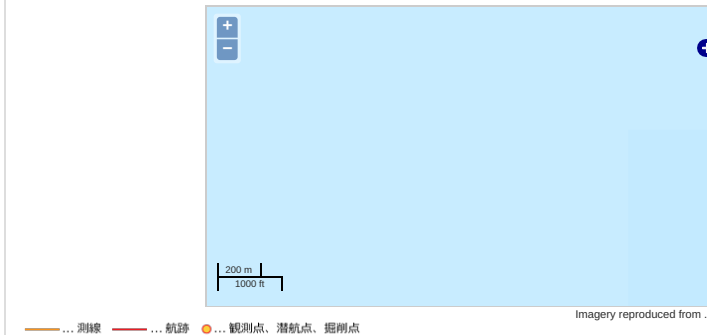 +
−
200 m
1000 ft
Imagery reproduced from .
... 測線 ... 航跡 ... 観測点、潜航点、掘削点